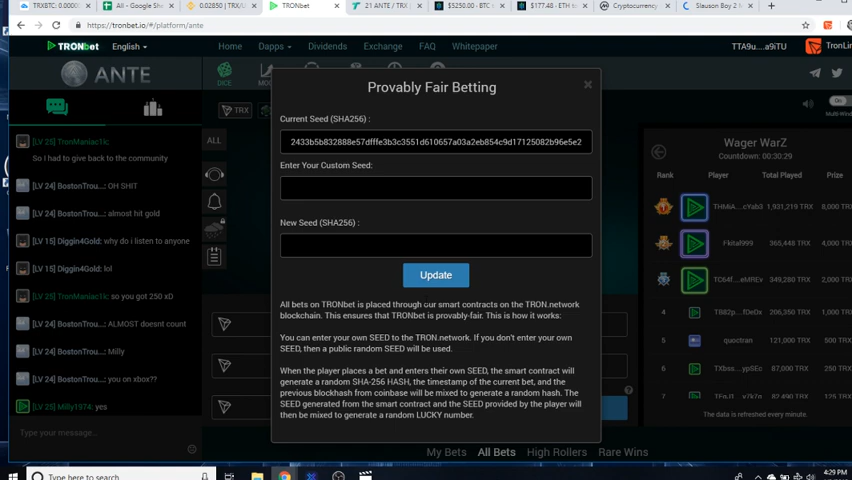 TRXBTC: 0.00000
All - Google She
0.02850 | TRX/U
TRONbet
21 ANTE / TRX
$5250.00 · BTC
$177.48 - ETH to
Cryptocurrency
Slauson Boy 2
https://tronbet.io/#/platform/ante
TRONbet
English
Home
Dapps
Dividends
Exchange
FAQ
Whitepaper
TTA9u....a9iTU
TronLin
ANTE
DICE
MOO
TRX
ALL
[LV 25] TronManiac1k:
So I had to give back to the community
[LV 24] BostonTrou...: OH SHIT
[LV 24] BostonTrou...: almost hit gold
[LV 15] Diggin4Gold: why do i listen to anyone
[LV 15] Diggin4Gold: lol
[LV 25] TronManiac1k: so you got 250 xD
[LV 24] BostonTrou...: ALMOST doesnt count
[LV 24] BostonTrou...: Milly
[LV 24] BostonTrou...: you on xbox??
[LV 25] Milly1974: yes
Type your message...
Provably Fair Betting
×
Current Seed (SHA256) :
2433b5b832888e57dfffe3b3c3551d610657a03a2eb854c9d17125082b96e5e2
Enter Your Custom Seed:
New Seed (SHA256) :
Update
All bets on TRONbet is placed through our smart contracts on the TRON.network
blockchain. This ensures that TRONbet is provably-fair. This is how it works:
You can enter your own SEED to the TRON.network. If you don't enter your own
SEED, then a public random SEED will be used.
When the player places a bet and enters their own SEED, the smart contract will
generate a random SHA-256 HASH, the timestamp of the current bet, and the
previous blockhash from coinbase will be mixed to generate a random hash. The
SEED generated from the smart contract and the SEED provided by the player will
then be mixed to generate a random LUCKY number.
My Bets
All Bets
High Rollers
Rare Wins
On
Multi-Wind
Wager WarZ
Countdown: 00:30:29
Rank Player Total Played Prize
THMiA...cYab3 1,931,219 TRX 8,000
Fkital999 365,448 TRX 4,000
TC64f...eMREv 349,280 TRX 2,000
4 TB82p...fDeDx 206,350 TRX 1,000
5 quoctran 121,000 TRX 500
6 TXbss...ypSEc 87,000 TRX 250
The data is refreshed every minute.
Type here to search
4:29 PM